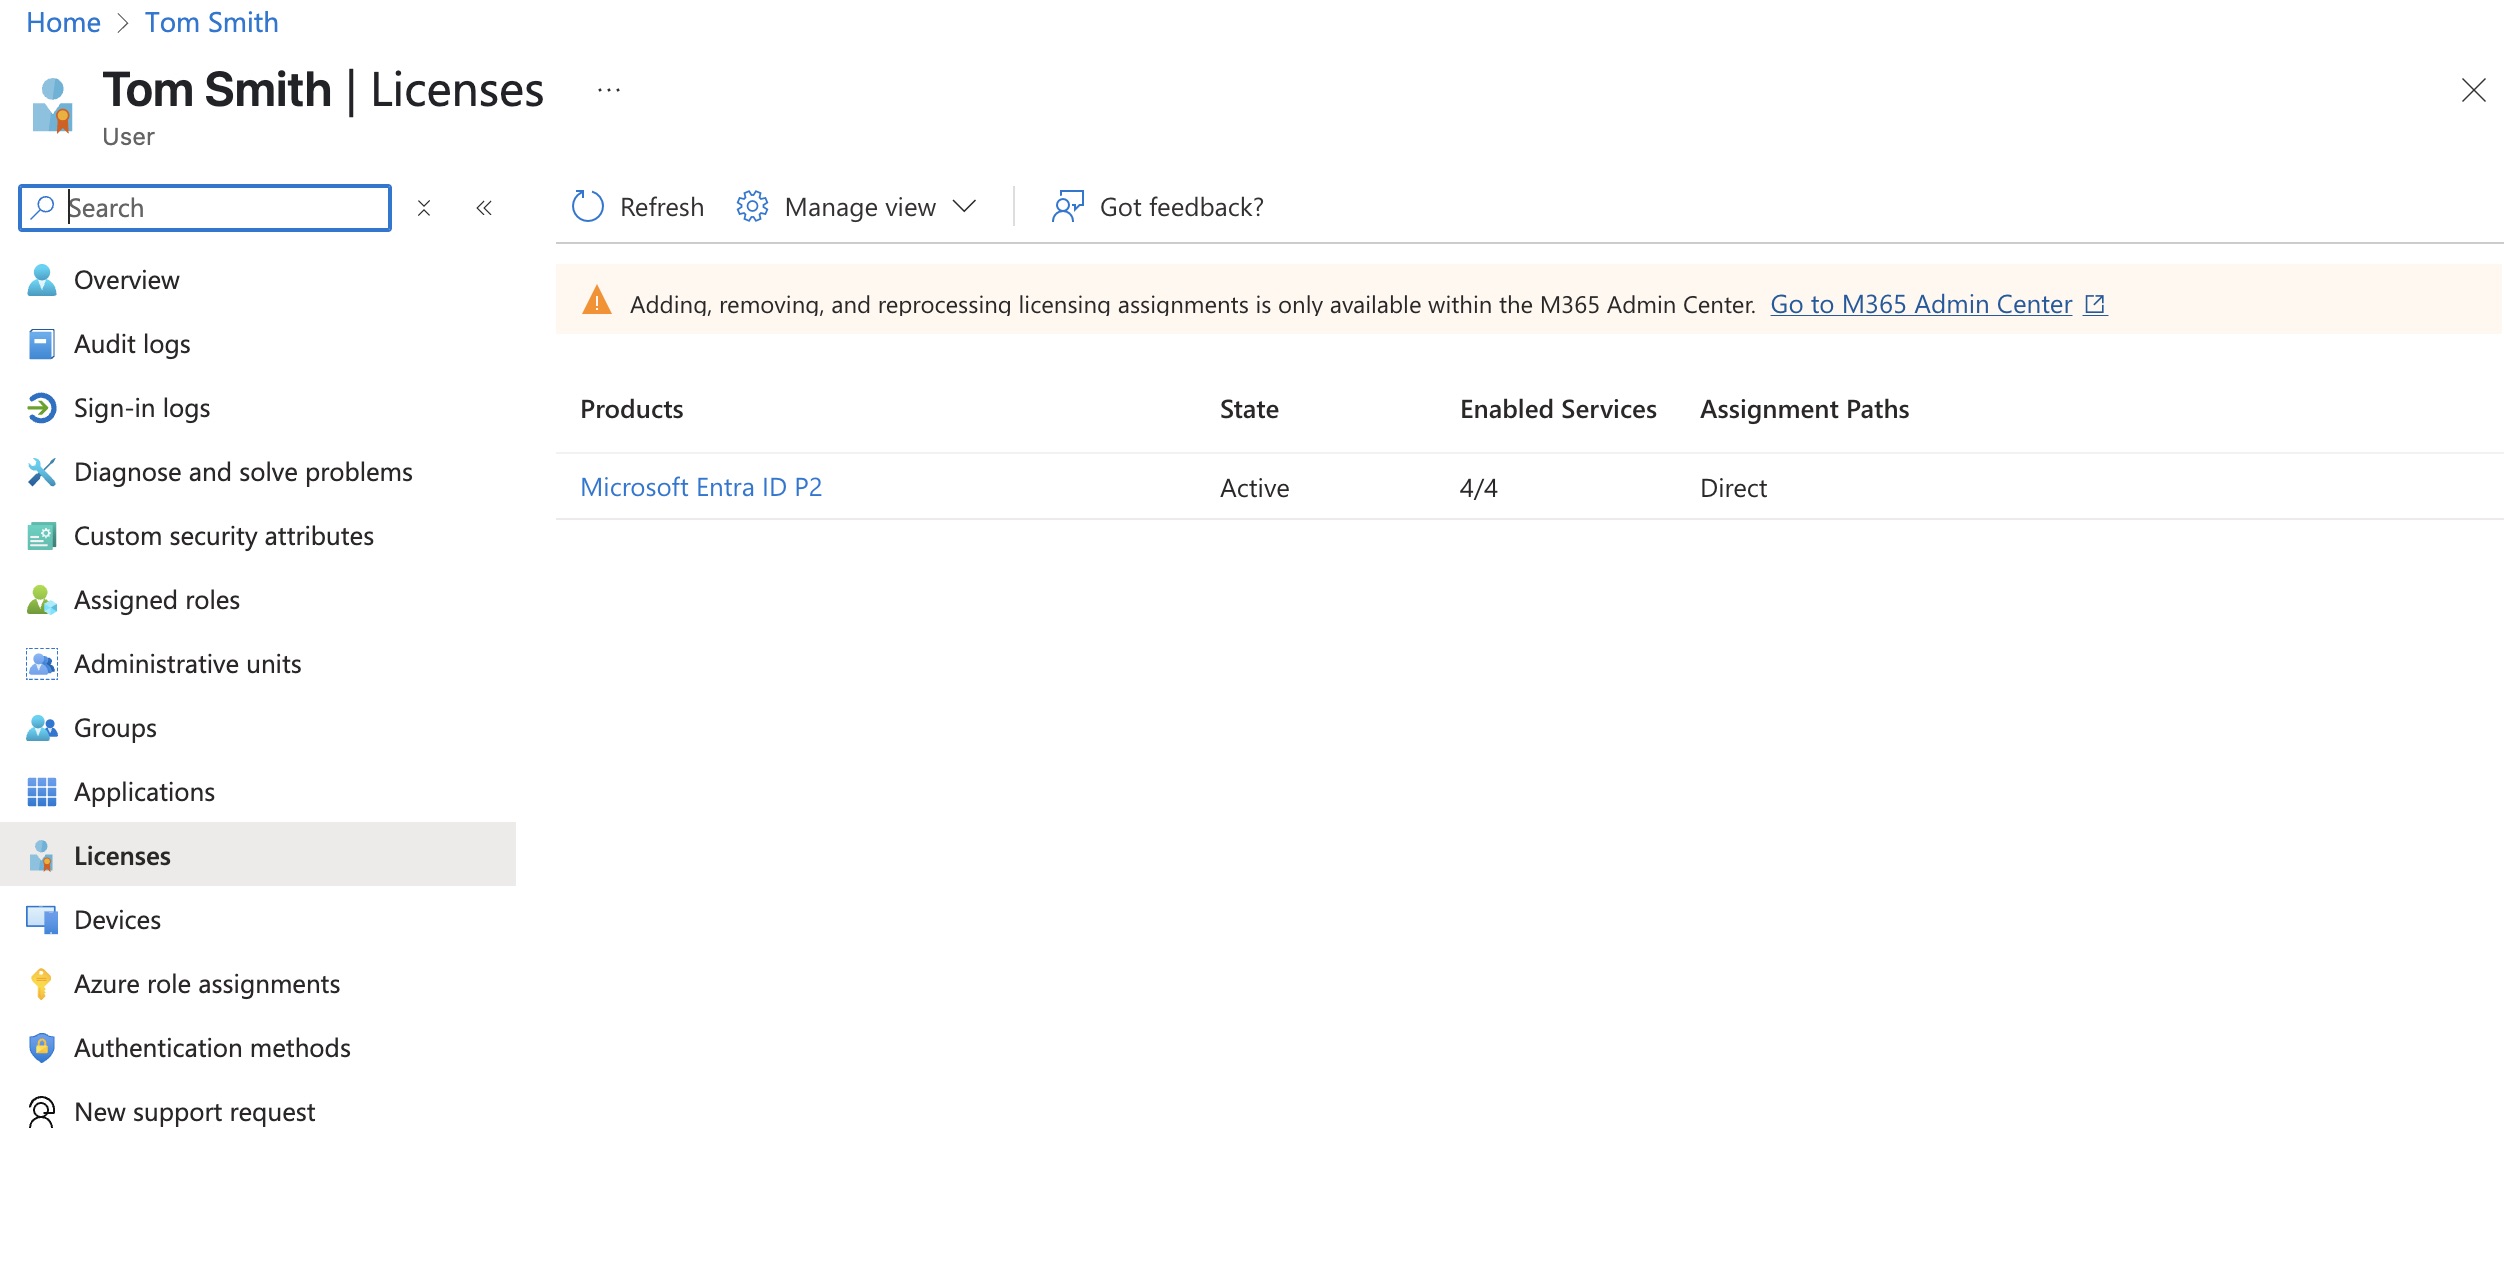 Home > Tom Smith
Tom Smith | Licenses ...
User
Search
Refresh Manage view Got feedback?
Overview
Audit logs
Sign-in logs
Diagnose and solve problems
Custom security attributes
Assigned roles
Administrative units
Groups
Applications
Licenses
Devices
Azure role assignments
Authentication methods
New support request
Adding, removing, and reprocessing licensing assignments is only available within the M365 Admin Center. Go to M365 Admin Center
Products State Enabled Services Assignment Paths
Microsoft Entra ID P2 Active 4/4 Direct